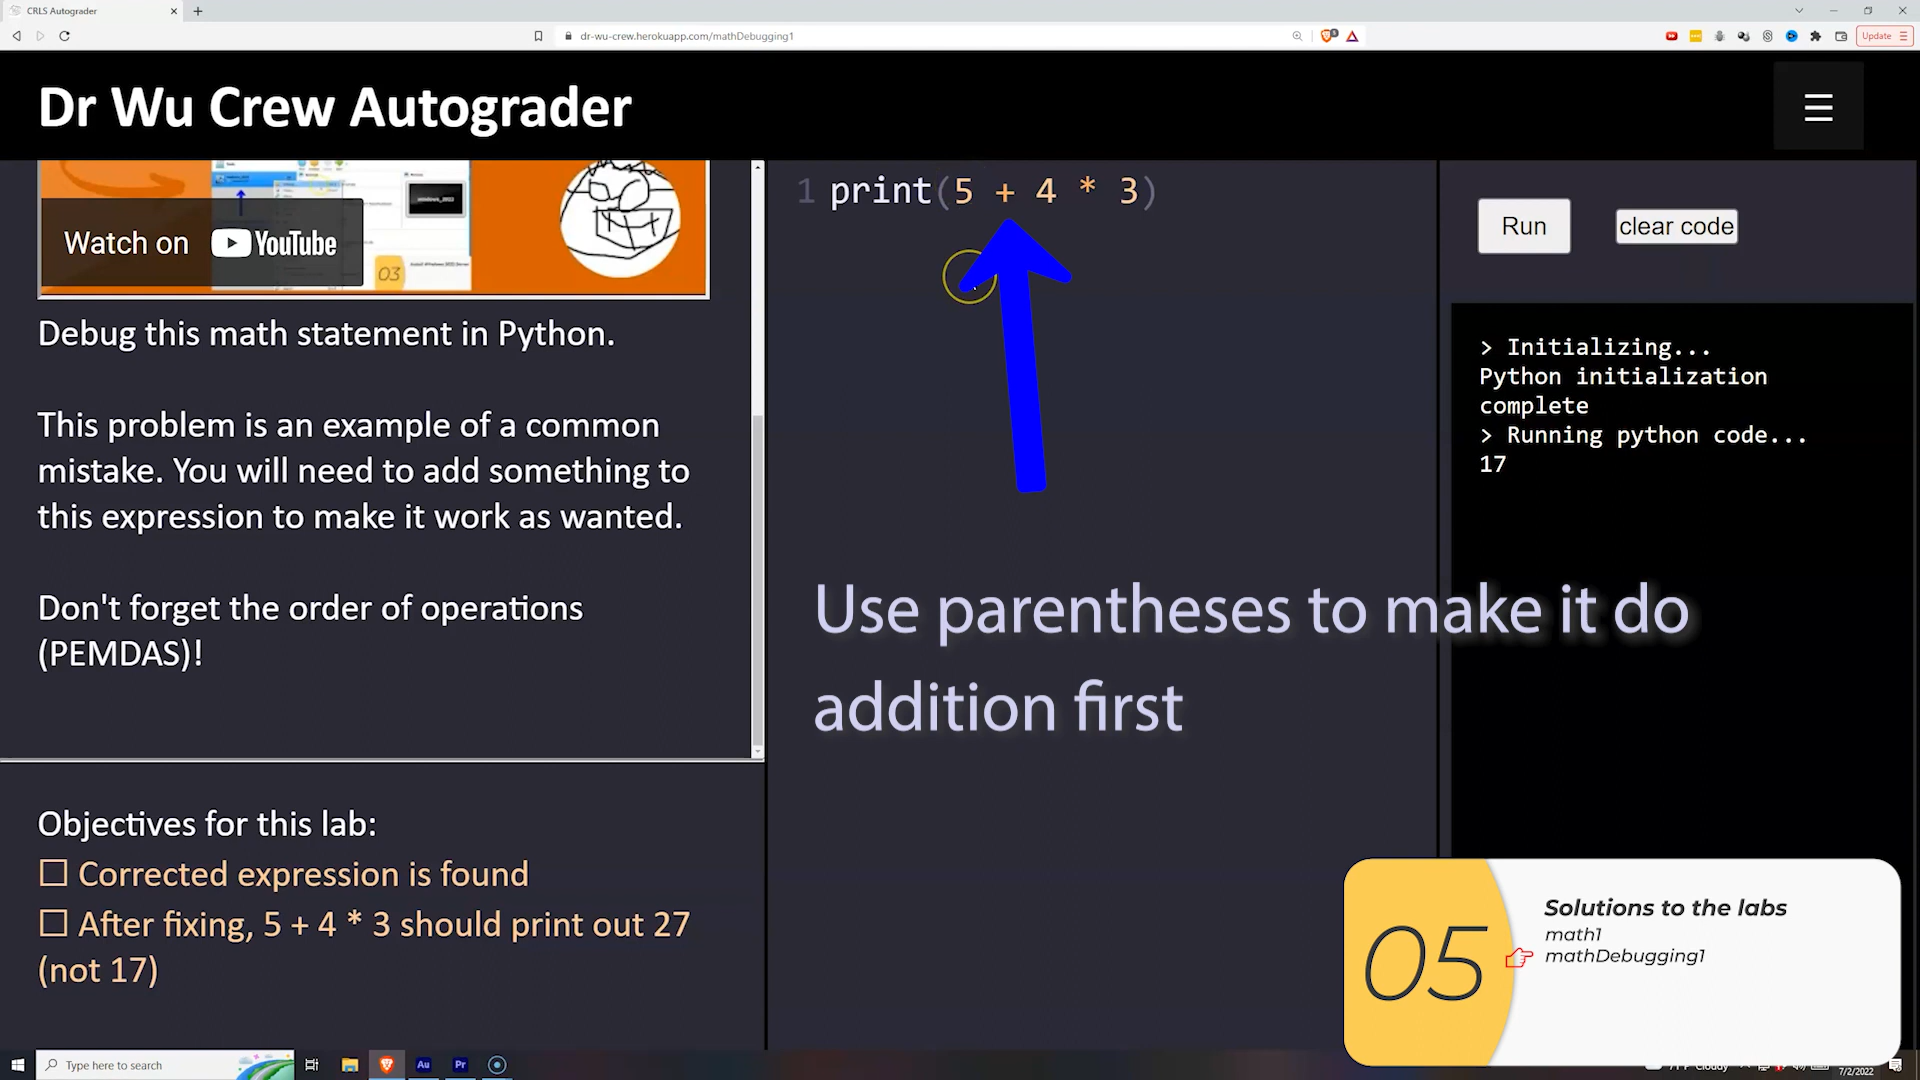 CRLS Autograder
dr-wu-crew.herokuapp.com/mathDebugging1
Update
Dr Wu Crew Autograder
Watch on YouTube
03
Debug this math statement in Python.
This problem is an example of a common
mistake. You will need to add something to
this expression to make it work as wanted.
Don't forget the order of operations
(PEMDAS)!
Objectives for this lab:
☐ Corrected expression is found
☐ After fixing, 5 + 4 * 3 should print out 27
(not 17)
1 print(5 + 4 * 3)
Use parentheses to make it do
addition first
Run
clear code
> Initializing...
Python initialization
complete
> Running python code...
17
05
Solutions to the labs
math1
mathDebugging1
Type here to search
Au
Pr
Cloudy
7/2/2022